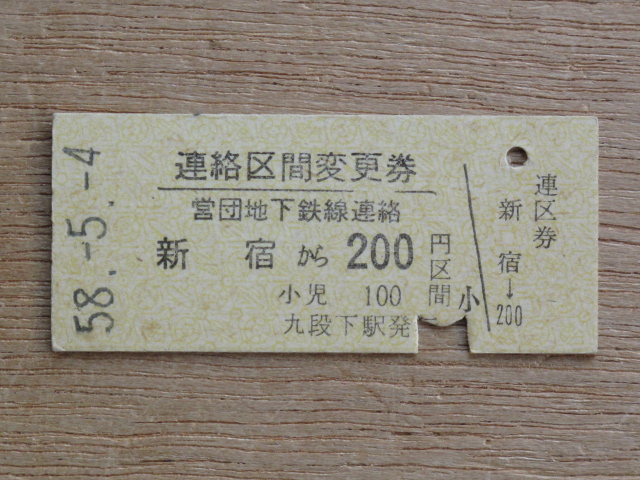 58.-5.-4
連絡区間変更券
営団地下鉄線連絡
新宿から200円区間
小児 100
九段下駅発行
小
連区券
新宿→200